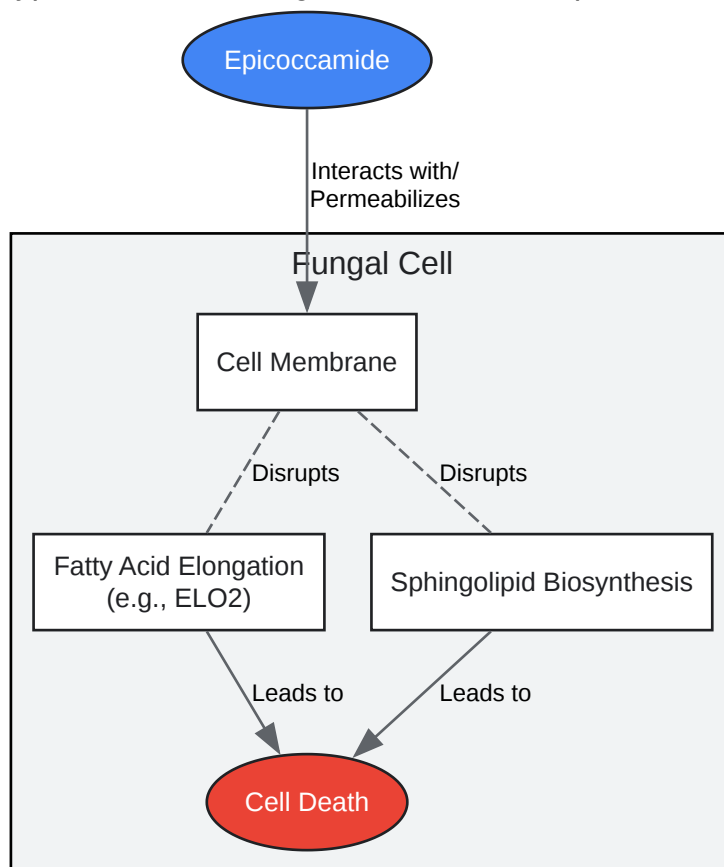 Epicoccamide
Interacts with/
Permeabilizes
Fungal Cell
Cell Membrane
Disrupts
Disrupts
Fatty Acid Elongation
(e.g., ELO2)
Sphingolipid Biosynthesis
Leads to
Leads to
Cell Death